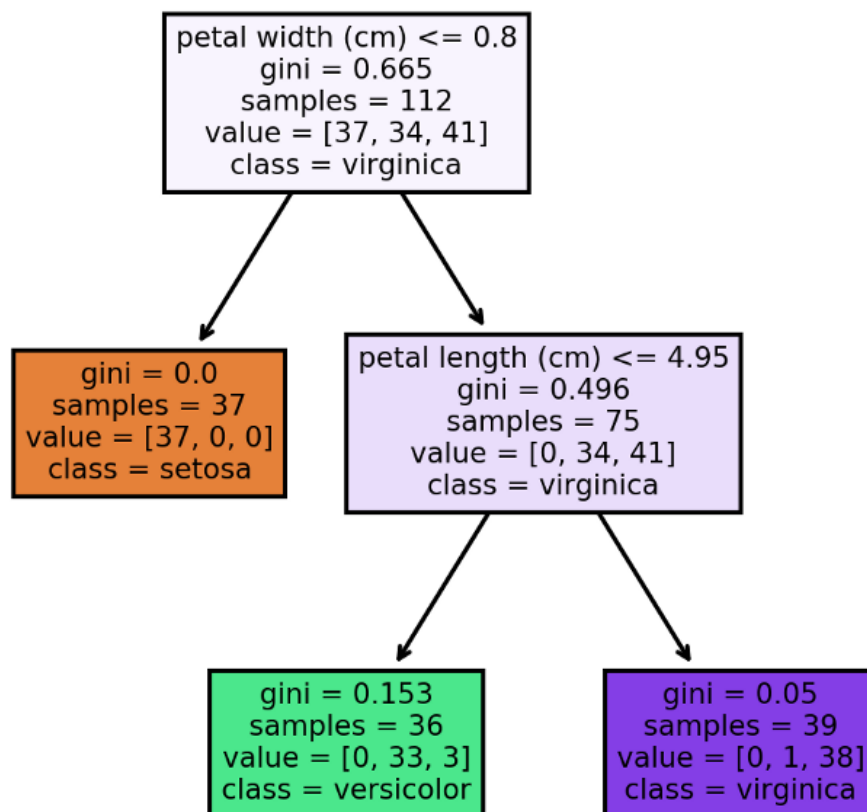 petal width (cm) <= 0.8
gini = 0.665
samples = 112
value = [37, 34, 41]
class = virginica
gini = 0.0
samples = 37
value = [37, 0, 0]
class = setosa
petal length (cm) <= 4.95
gini = 0.496
samples = 75
value = [0, 34, 41]
class = virginica
gini = 0.153
samples = 36
value = [0, 33, 3]
class = versicolor
gini = 0.05
samples = 39
value = [0, 1, 38]
class = virginica